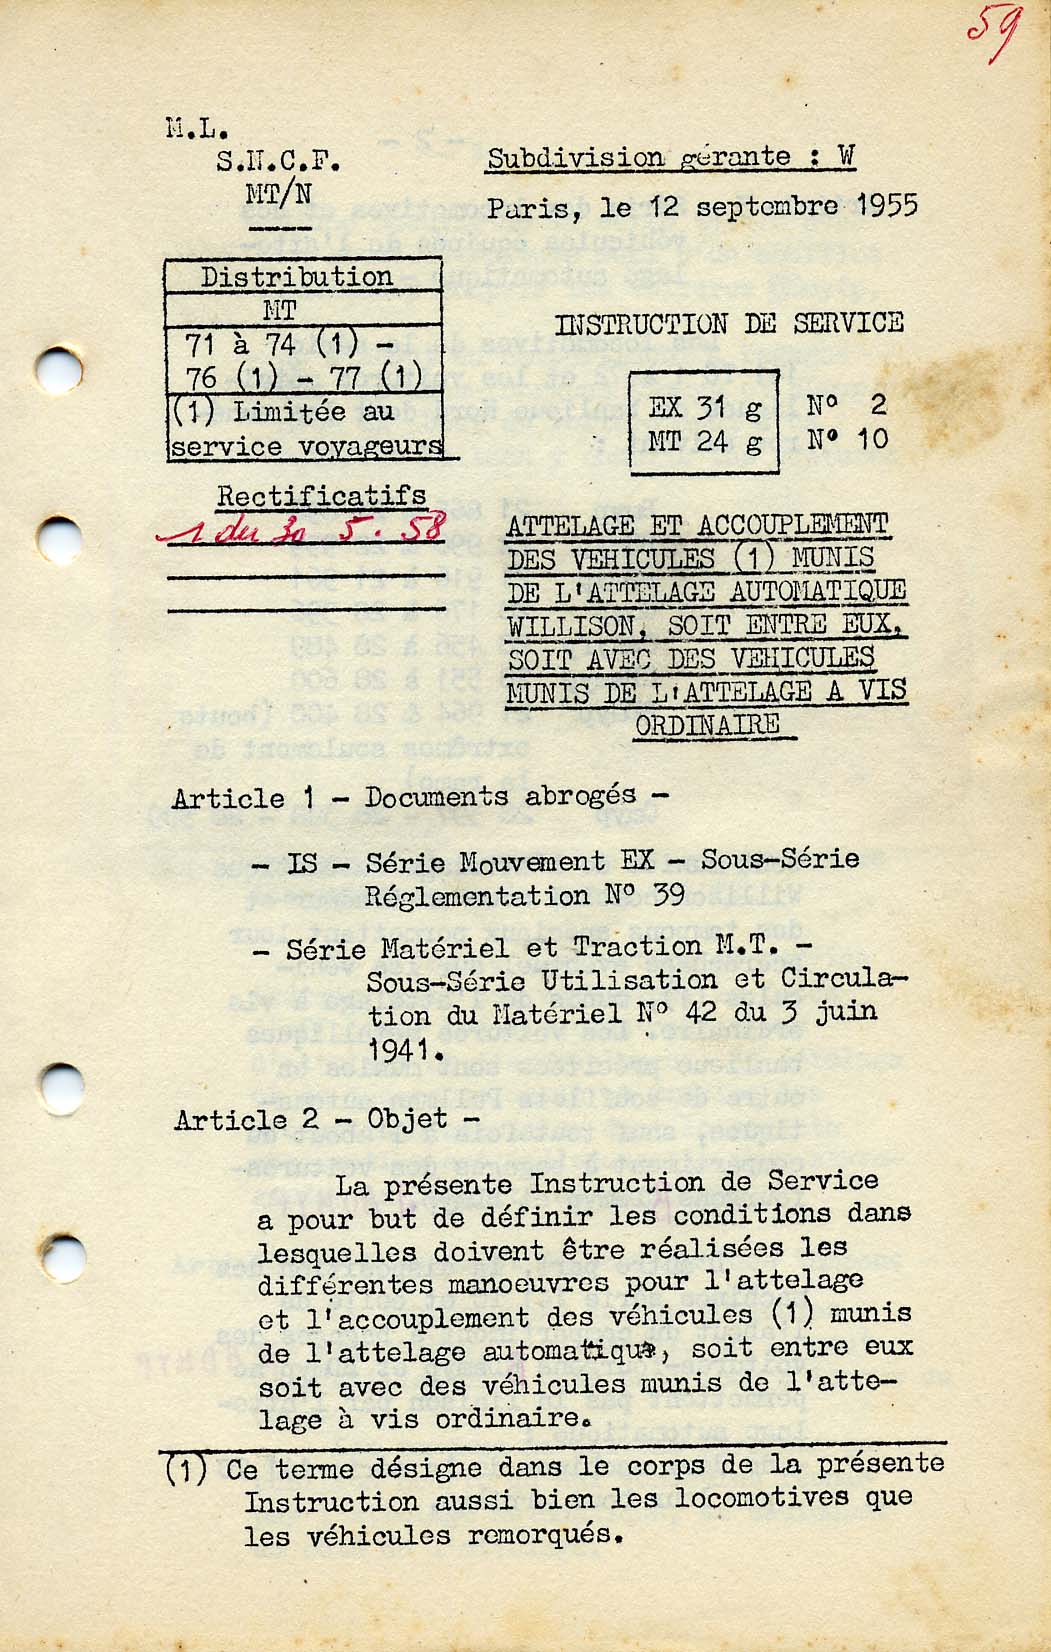 59
M.L.
S.N.C.F.
MT/N
Subdivision gérante : W
Paris, le 12 septembre 1955
Distribution
MT
71 à 74 (1) -
76 (1) - 77 (1)
(1) Limitée au
service voyageurs
INSTRUCTION DE SERVICE
EX 31 g N° 2
MT 24 g N° 10
Rectificatifs
1 du 30 5. 58
ATTELAGE ET ACCOUPLEMENT
DES VEHICULES (1) MUNIS
DE L'ATTELAGE AUTOMATIQUE
WILLISON, SOIT ENTRE EUX,
SOIT AVEC DES VEHICULES
MUNIS DE L'ATTELAGE A VIS
ORDINAIRE
Article 1 - Documents abrogés -
- IS - Série Mouvement EX - Sous-Série
Réglementation N° 39
- Série Matériel et Traction M.T. -
Sous-Série Utilisation et Circula-
tion du Matériel N° 42 du 3 juin
1941.
Article 2 - Objet -
La présente Instruction de Service
a pour but de définir les conditions dans
lesquelles doivent être réalisées les
différentes manoeuvres pour l'attelage
et l'accouplement des véhicules (1) munis
de l'attelage automatique, soit entre eux
soit avec des véhicules munis de l'atte-
lage à vis ordinaire.
(1) Ce terme désigne dans le corps de la présente
Instruction aussi bien les locomotives que
les véhicules remorqués.